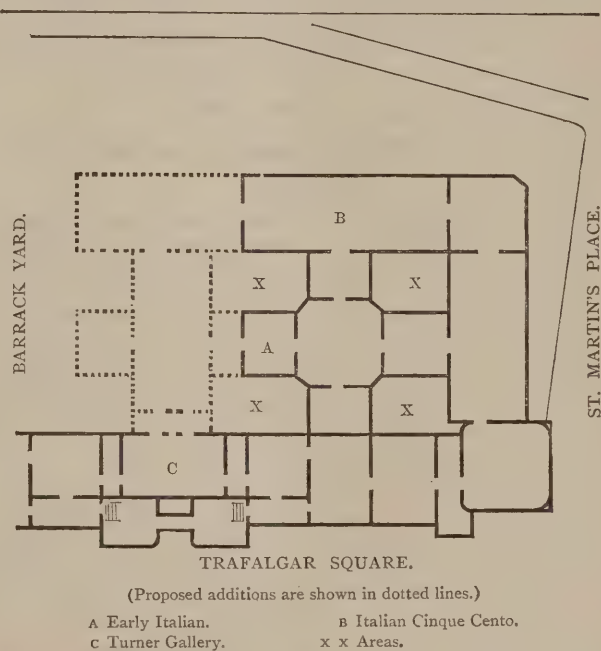 B
BARRACK YARD.
ST. MARTIN'S PLACE.
X
X
A
X
X
C
TRAFALGAR SQUARE.
(Proposed additions are shown in dotted lines.)
A Early Italian.
B Italian Cinque Cento.
C Turner Gallery.
X X Areas.